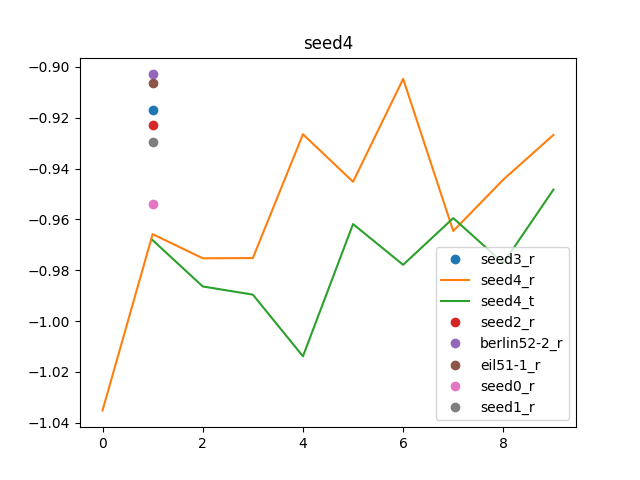 seed4
−0.90
−0.92
−0.94
−0.96
−0.98
−1.00
−1.02
−1.04
0
2
4
6
8
seed3_r
seed4_r
seed4_t
seed2_r
berlin52-2_r
eil51-1_r
seed0_r
seed1_r